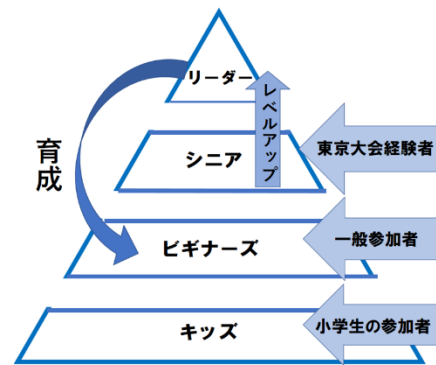 リーダー
レベルアップ
育成
シニア
東京大会経験者
ビギナーズ
一般参加者
キッズ
小学生の参加者